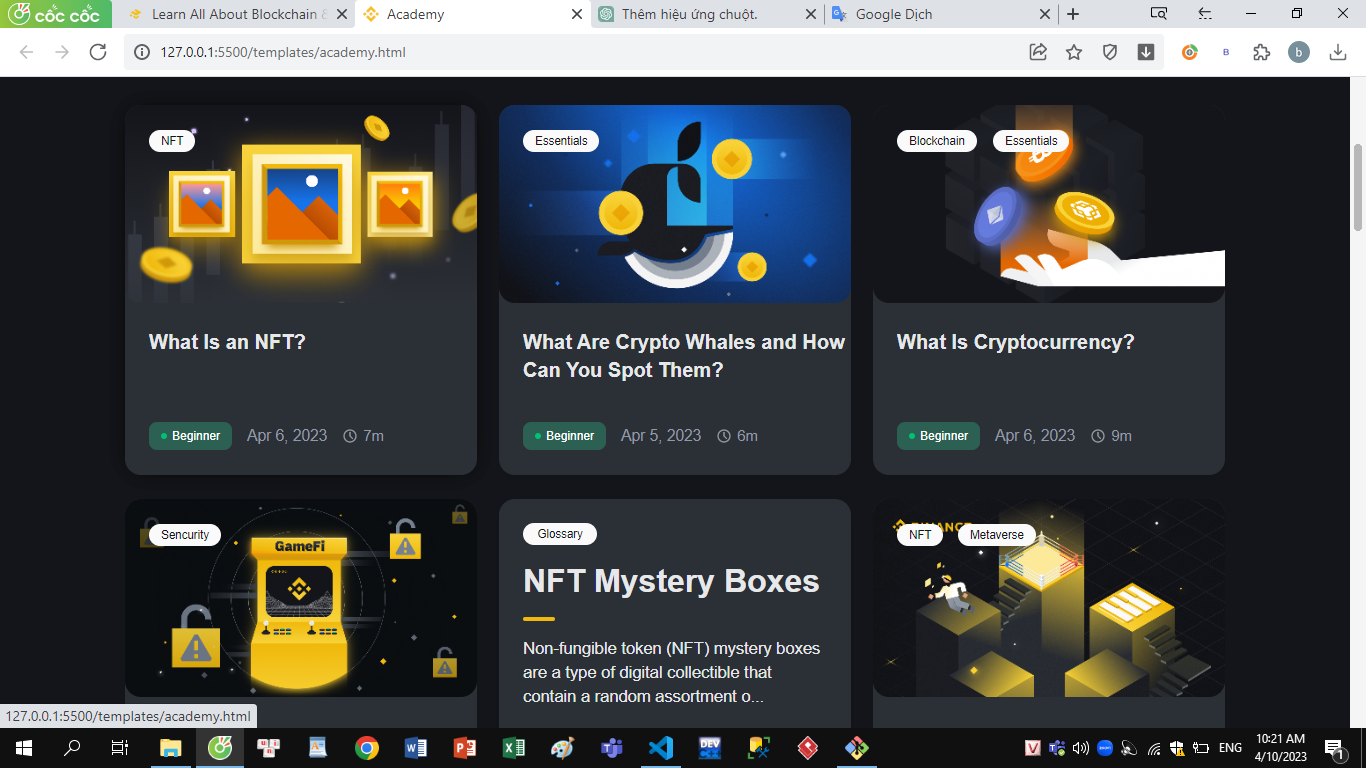 cốc cốc
Learn All About Blockchain &
Academy
Thêm hiệu ứng chuột.
Google Dịch
127.0.0.1:5500/templates/academy.html
B
b
NFT
Essentials
Blockchain
Essentials
What Is an NFT?
What Are Crypto Whales and How
Can You Spot Them?
What Is Cryptocurrency?
Beginner
Apr 6, 2023
7m
Beginner
Apr 5, 2023
6m
Beginner
Apr 6, 2023
9m
Sencurity
GameFi
Glossary
NFT Mystery Boxes
Non-fungible token (NFT) mystery boxes
are a type of digital collectible that
contain a random assortment o...
NFT
Metaverse
127.0.0.1:5500/templates/academy.html
DEV
ENG
10:21 AM
4/10/2023
1